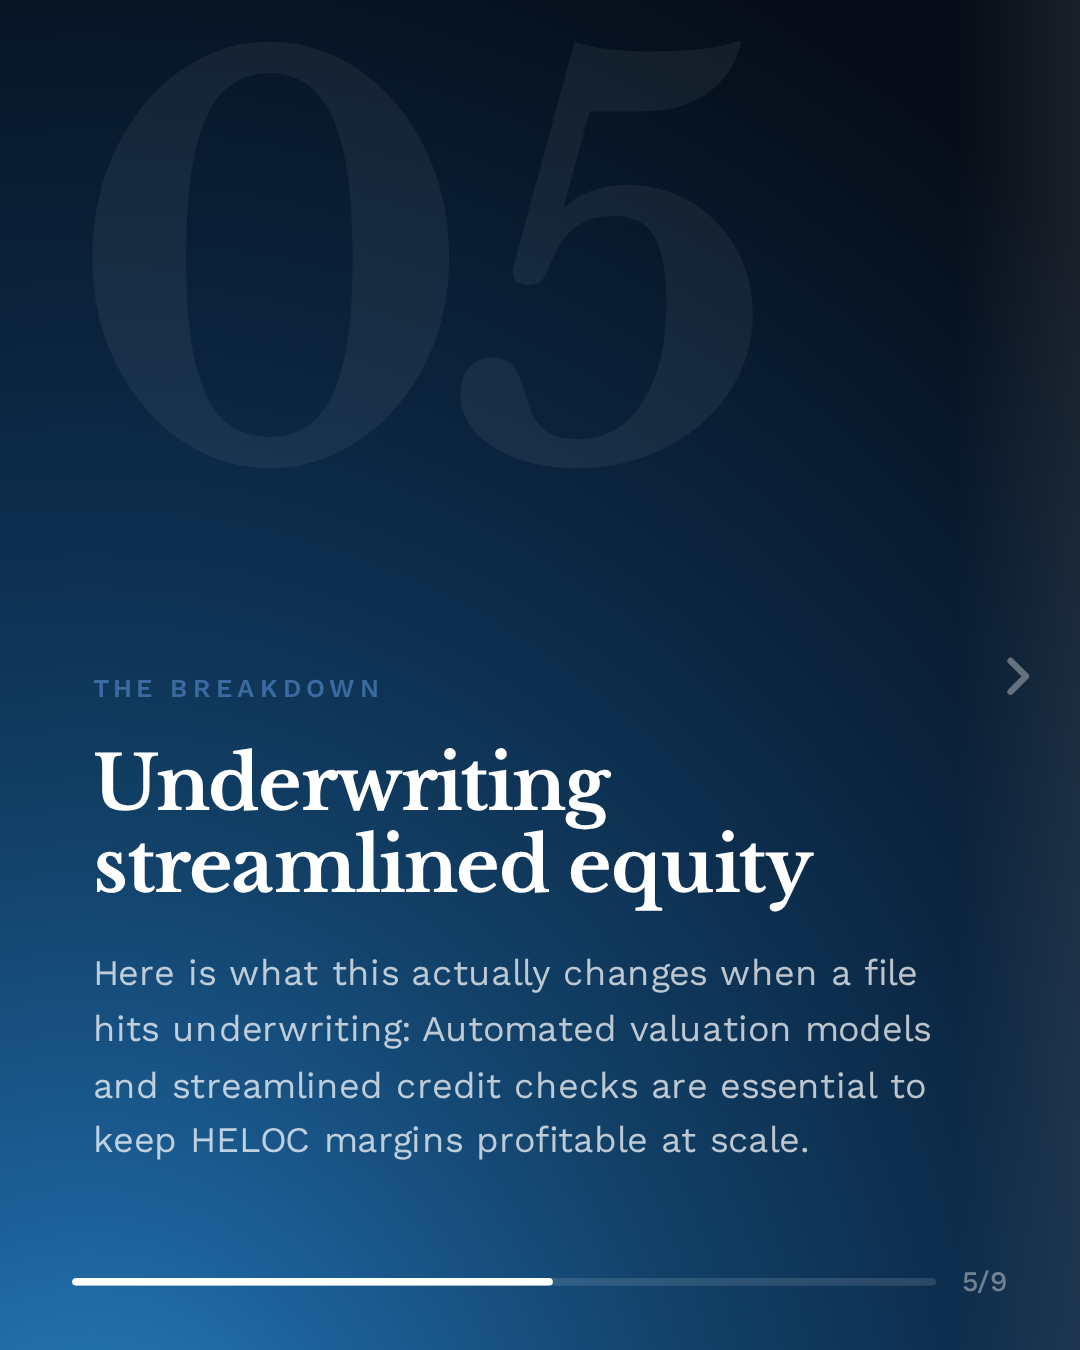 05
THE BREAKDOWN
Underwriting
streamlined equity
Here is what this actually changes when a file
hits underwriting: Automated valuation models
and streamlined credit checks are essential to
keep HELOC margins profitable at scale.
5/9